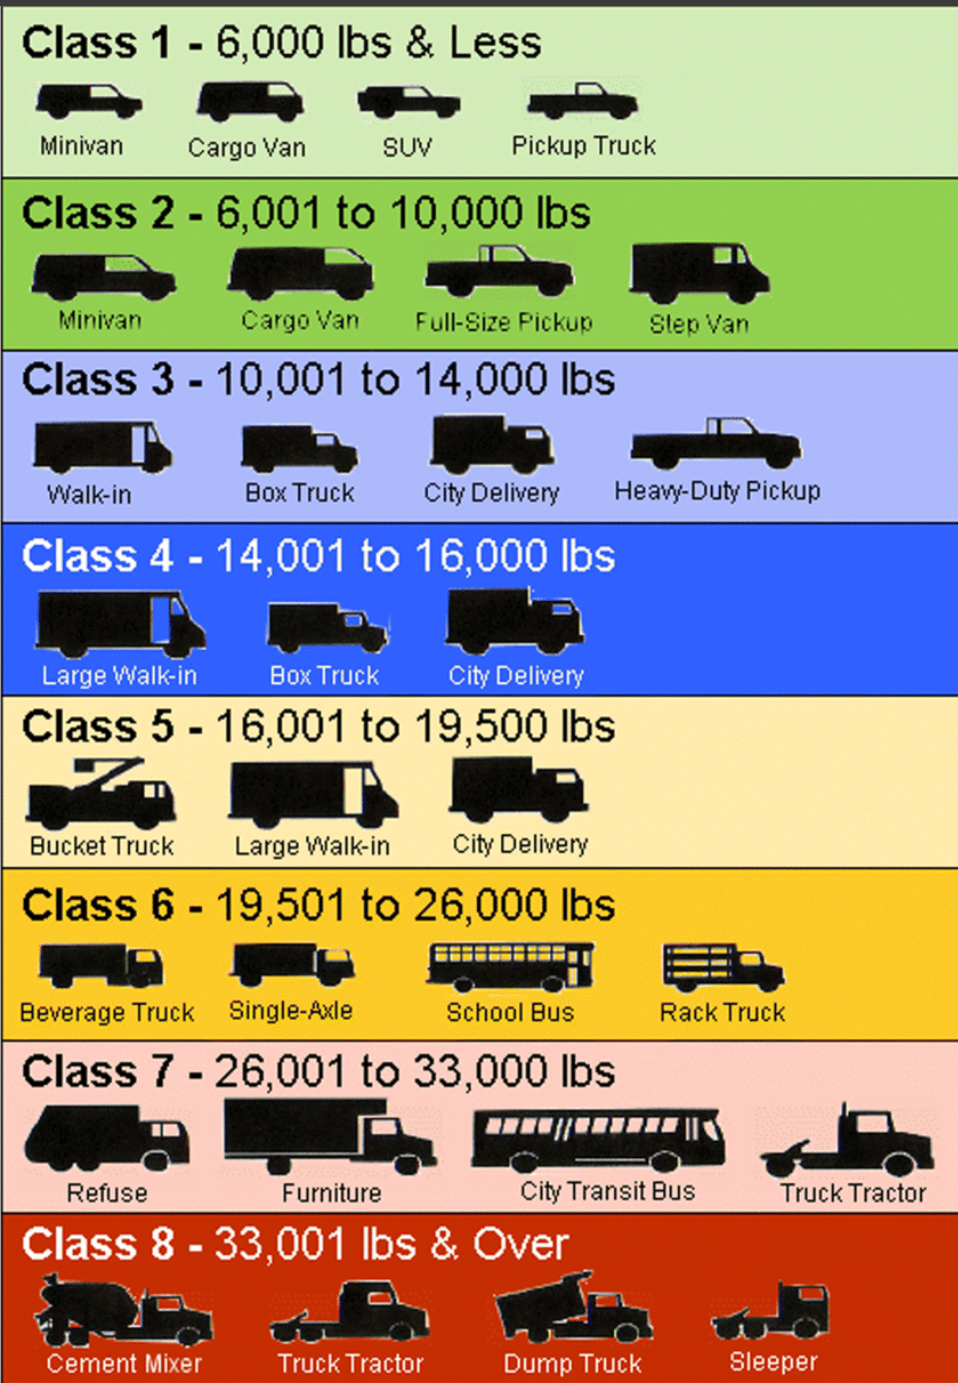 Class 1 - 6,000 lbs & Less
Minivan Cargo Van SUV Pickup Truck
Class 2 - 6,001 to 10,000 lbs
Minivan Cargo Van Full-Size Pickup Step Van
Class 3 - 10,001 to 14,000 lbs
Walk-in Box Truck City Delivery Heavy-Duty Pickup
Class 4 - 14,001 to 16,000 lbs
Large Walk-in Box Truck City Delivery
Class 5 - 16,001 to 19,500 lbs
Bucket Truck Large Walk-in City Delivery
Class 6 - 19,501 to 26,000 lbs
Beverage Truck Single-Axle School Bus Rack Truck
Class 7 - 26,001 to 33,000 lbs
Refuse Furniture City Transit Bus Truck Tractor
Class 8 - 33,001 lbs & Over
Cement Mixer Truck Tractor Dump Truck Sleeper